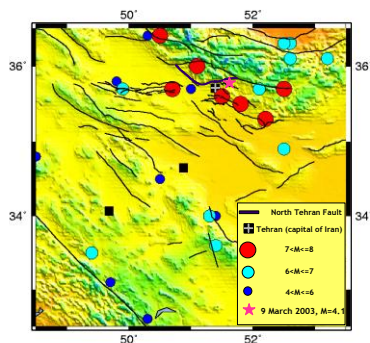 50° 52°
36° 36°
34° 34°
North Tehran Fault
Tehran (capital of Iran)
7<M<=8
6<M<=7
4<M<=6
9 March 2003, M=4.1
50° 52°